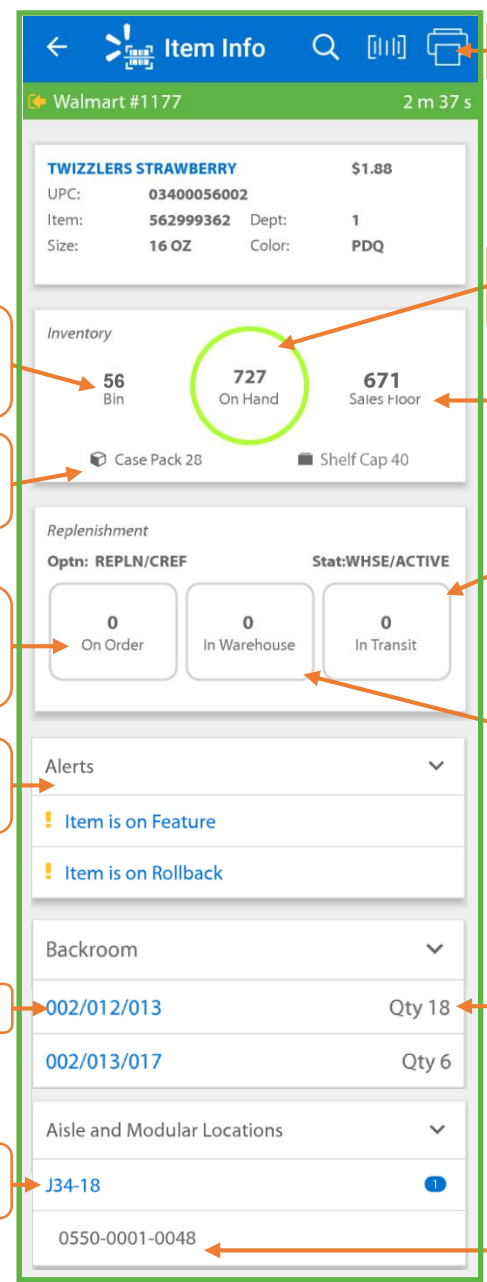 Item Info
Walmart #1177 2 m 37 s
TWIZZLERS STRAWBERRY $1.88
UPC: 03400056002
Item: 562999362 Dept: 1
Size: 16 OZ Color: PDQ
Inventory
56 727 671
Bin On Hand Sales Floor
Case Pack 28 Shelf Cap 40
Replenishment
Optn: REPLN/CREF Stat:WHSE/ACTIVE
0 0 0
On Order In Warehouse In Transit
Alerts
! Item is on Feature
! Item is on Rollback
Backroom
002/012/013 Qty 18
002/013/017 Qty 6
Aisle and Modular Locations
J34-18 1
0550-0001-0048